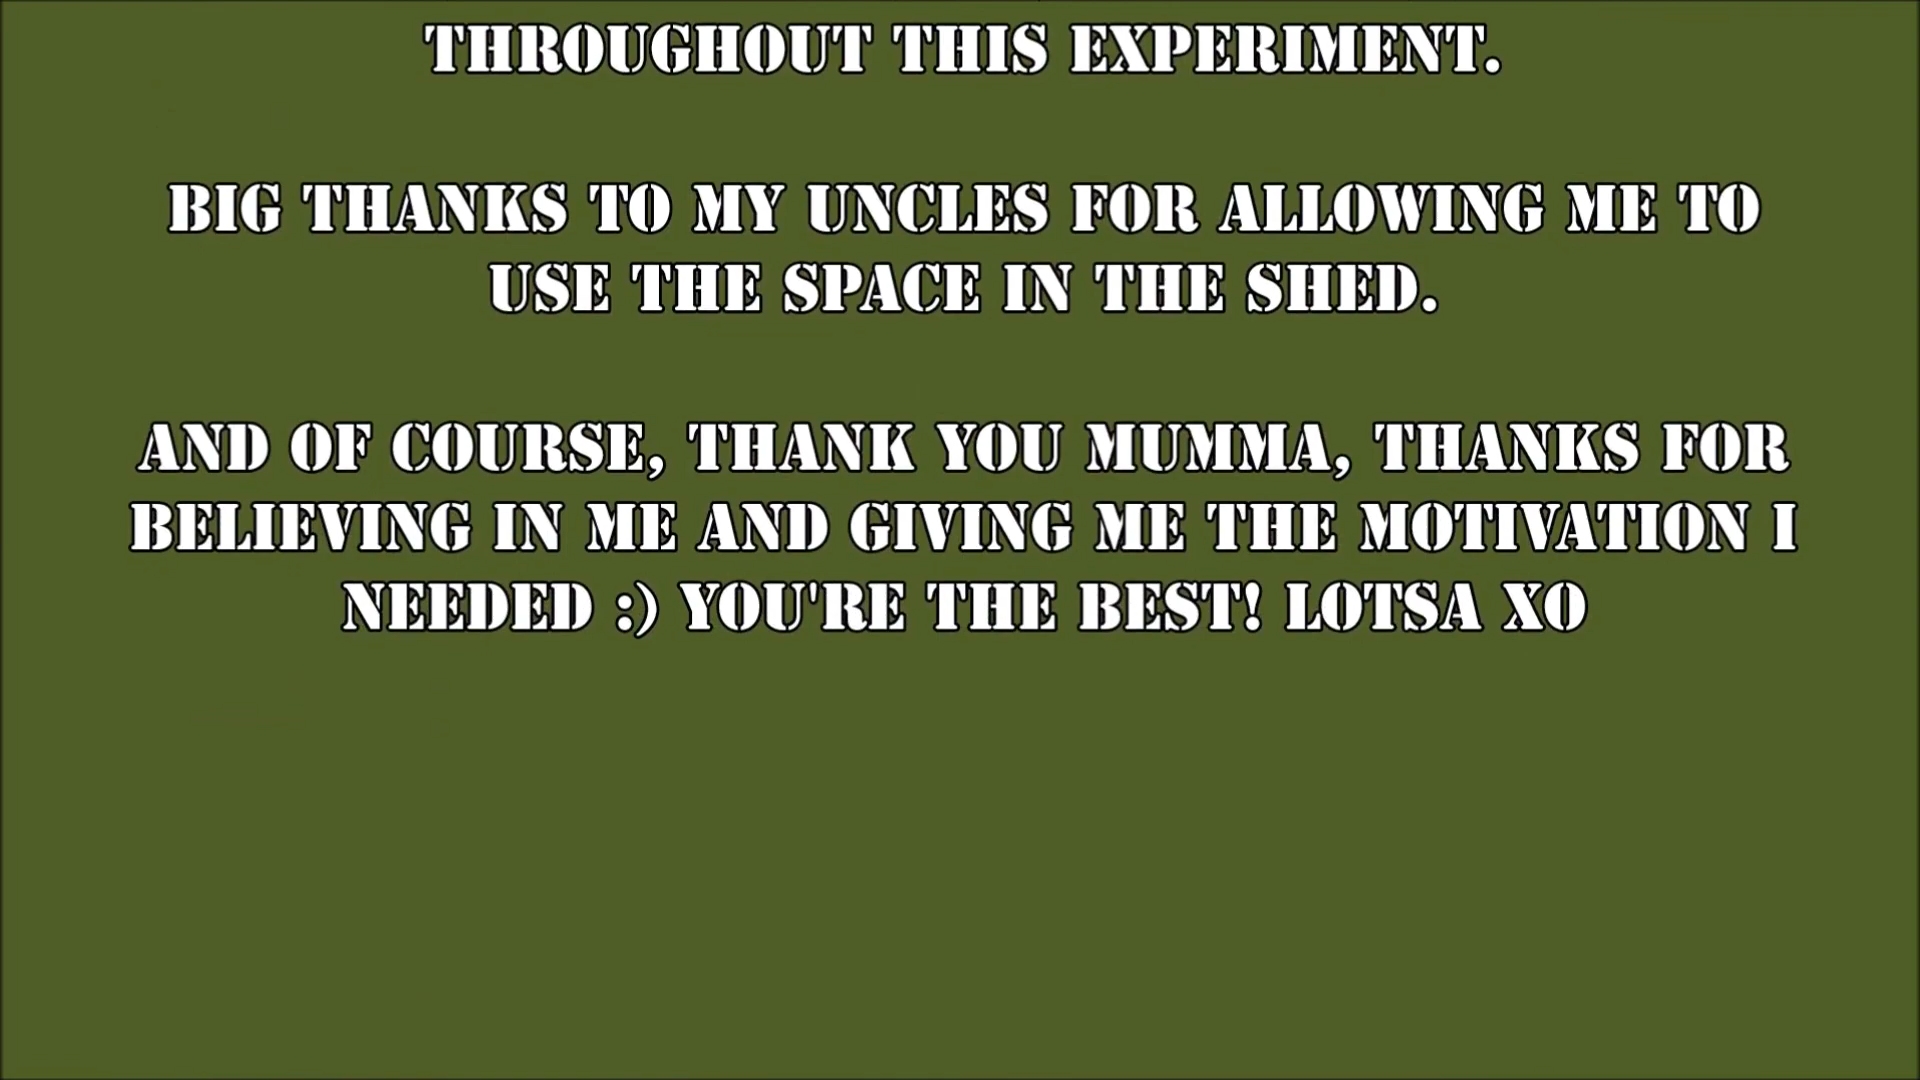 THROUGHOUT THIS EXPERIMENT.
BIG THANKS TO MY UNCLES FOR ALLOWING ME TO
USE THE SPACE IN THE SHED.
AND OF COURSE, THANK YOU MUMMA, THANKS FOR
BELIEVING IN ME AND GIVING ME THE MOTIVATION I
NEEDED :) YOU'RE THE BEST! LOTSA XO